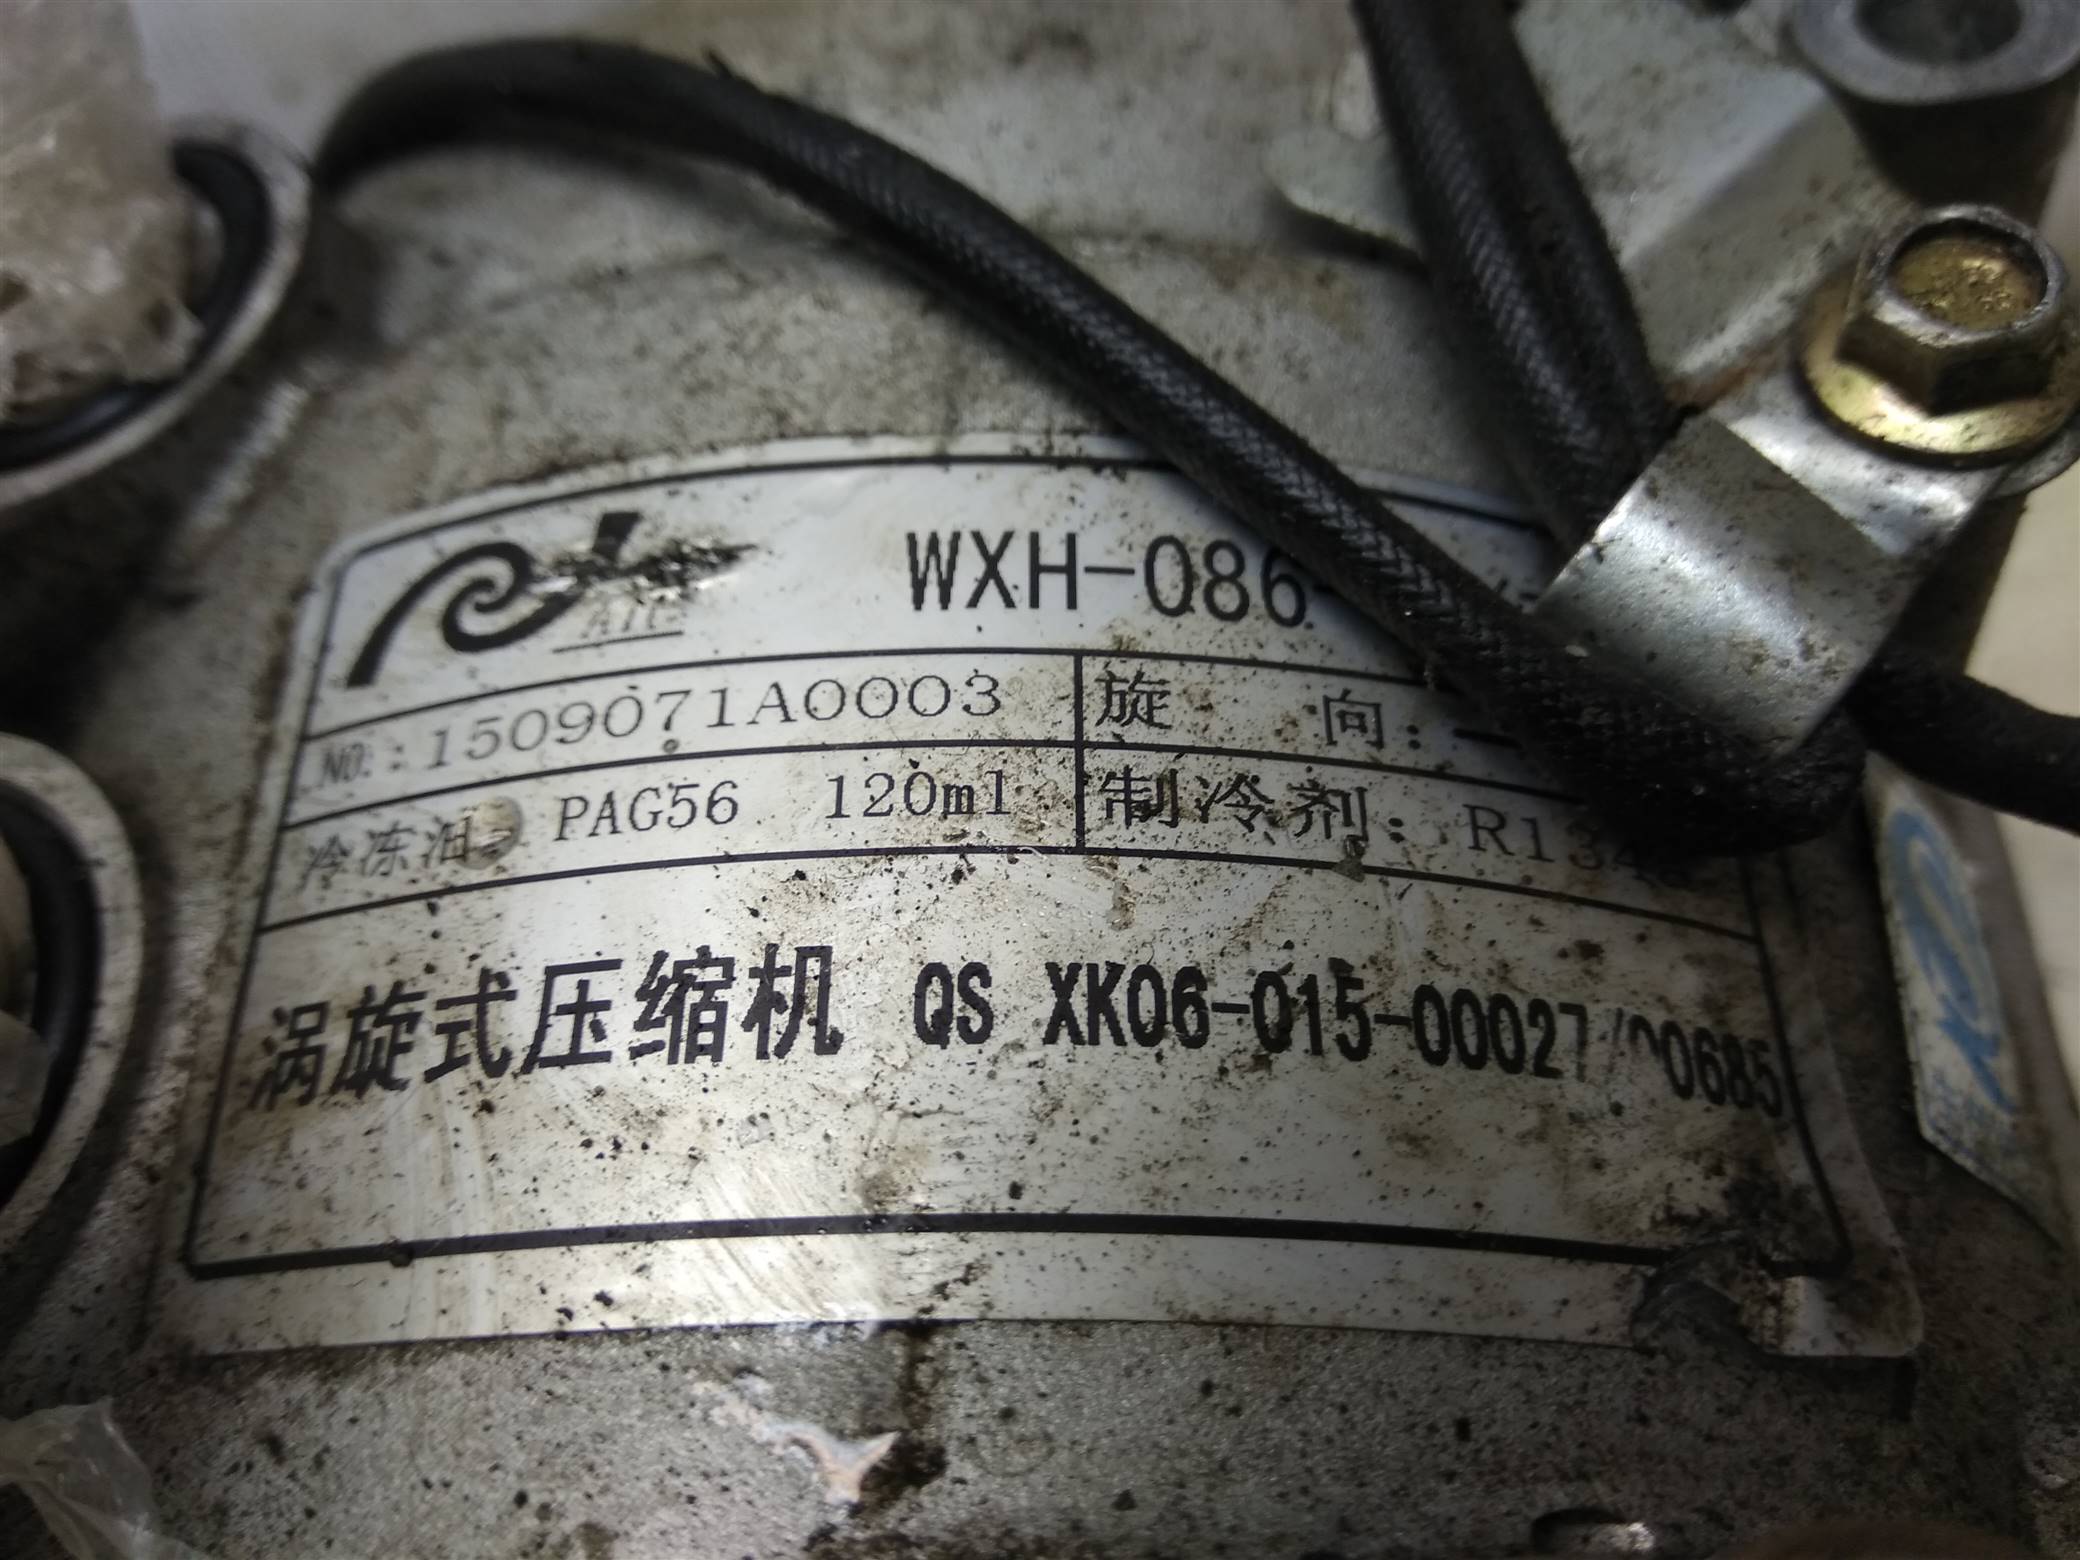 AIR
WXH-086-
NO.:1509071A0003 旋 向:
冷冻油: PAG56 120ml 制冷剂: R134
涡旋式压缩机 QS XK06-015-00027/00685